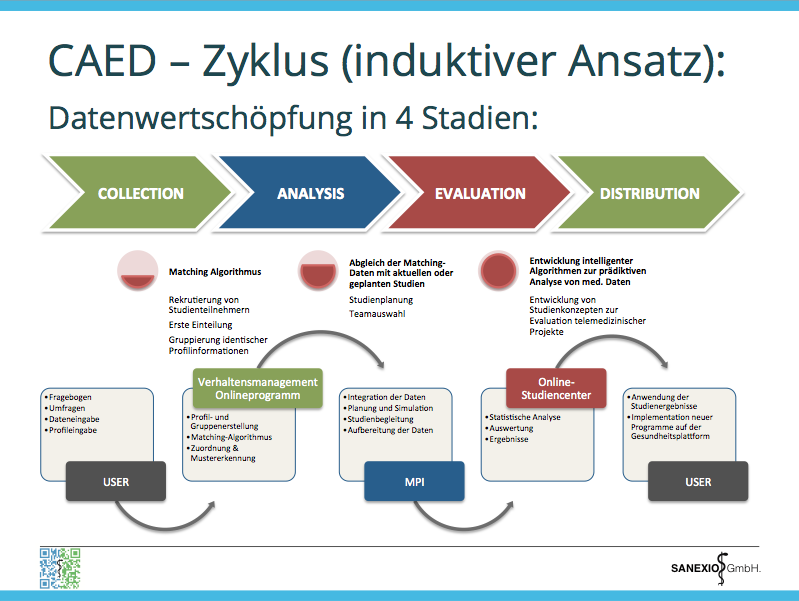 CAED – Zyklus (induktiver Ansatz):
Datenwertschöpfung in 4 Stadien:
COLLECTION
ANALYSIS
EVALUATION
DISTRIBUTION
Matching Algorithmus
Rekrutierung von
Studienteilnehmern
Erste Einteilung
Gruppierung identischer
Profilinformationen
Abgleich der Matching-
Daten mit aktuellen oder
geplanten Studien
Studienplanung
Teamauswahl
Entwicklung intelligenter
Algorithmen zur prädiktiven
Analyse von med. Daten
Entwicklung von
Studienkonzepten zur
Evaluation telemedizinischer
Projekte
•Fragebogen
•Umfragen
•Dateneingabe
•Profileingabe
USER
Verhaltensmanagement
Onlineprogramm
•Profil- und
Gruppenerstellung
•Matching-Algorithmus
•Zuordnung &
Mustererkennung
•Integration der Daten
•Planung und Simulation
•Studienbegleitung
•Aufbereitung der Daten
MPI
Online-
Studiencenter
•Statistische Analyse
•Auswertung
•Ergebnisse
•Anwendung der
Studienergebnisse
•Implementation neuer
Programme auf der
Gesundheitsplattform
USER
SANEXIO GmbH.